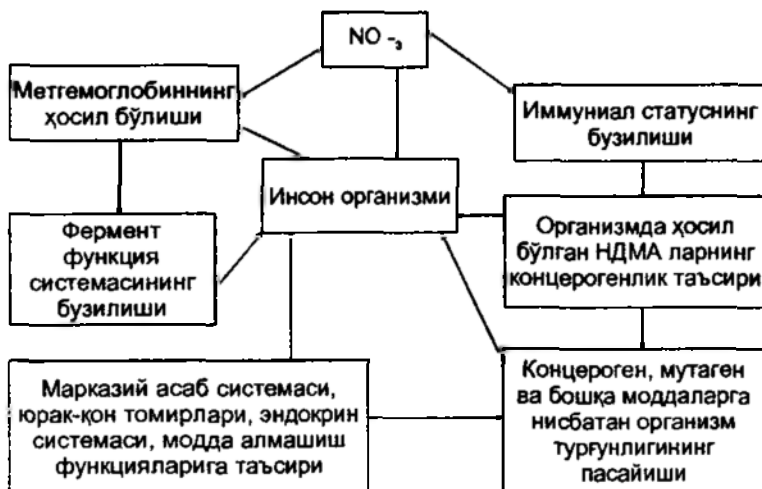 NO -₃
Метгемоглобиннинг
ҳосил бўлиши
Иммуниал статуснинг
бузилиши
Инсон организми
Фермент
функция
системасининг
бузилиши
Организмда ҳосил
бўлган НДМА ларнинг
концерогенлик таъсири
Марказий асаб системаси,
юрак-қон томирлари, эндокрин
системаси, модда алмашиш
функцияларига таъсири
Концероген, мутаген
ва бошқа моддаларга
нисбатан организм
турғунлигининг
пасайиши